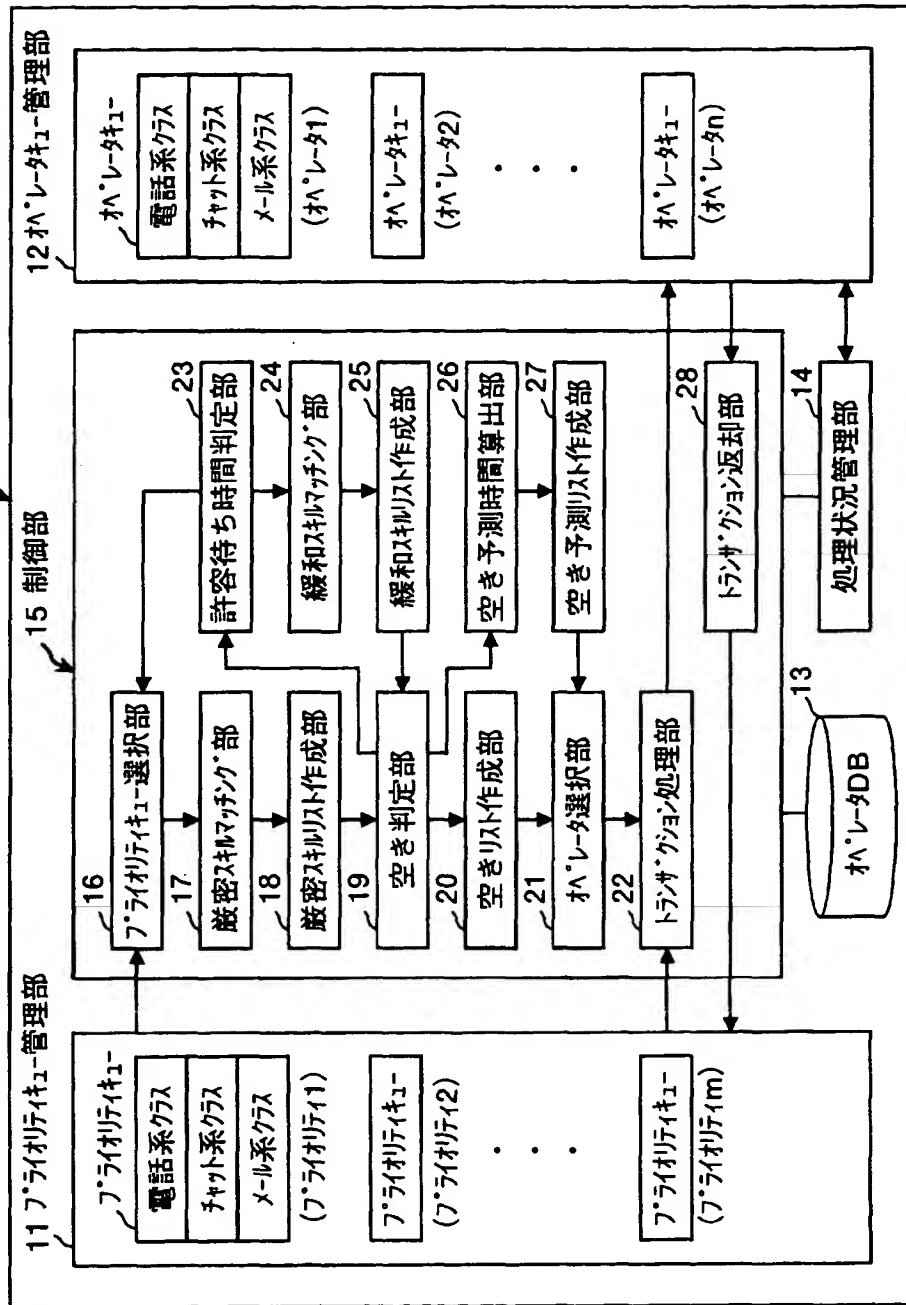 11 プライオリティキュー管理部
プライオリティキュー
電話系クラス
チャット系クラス
メール系クラス
(プライオリティ1)
プライオリティキュー
(プライオリティ2)
・ ・ ・
プライオリティキュー
(プライオリティm)
15 制御部
16
プライオリティキュー選択部
17
厳密スキルマッチング部
18
厳密スキルリスト作成部
19
空き判定部
20
空きリスト作成部
21
オペレータ選択部
22
トランザクション処理部
23
許容待ち時間判定部
24
緩和スキルマッチング部
25
緩和スキルリスト作成部
26
空き予測時間算出部
27
空き予測リスト作成部
28
トランザクション返却部
13
オペレータDB
14
処理状況管理部
12 オペレータキュー管理部
オペレータキュー
電話系クラス
チャット系クラス
メール系クラス
(オペレータ1)
オペレータキュー
(オペレータ2)
・ ・ ・
オペレータキュー
(オペレータn)